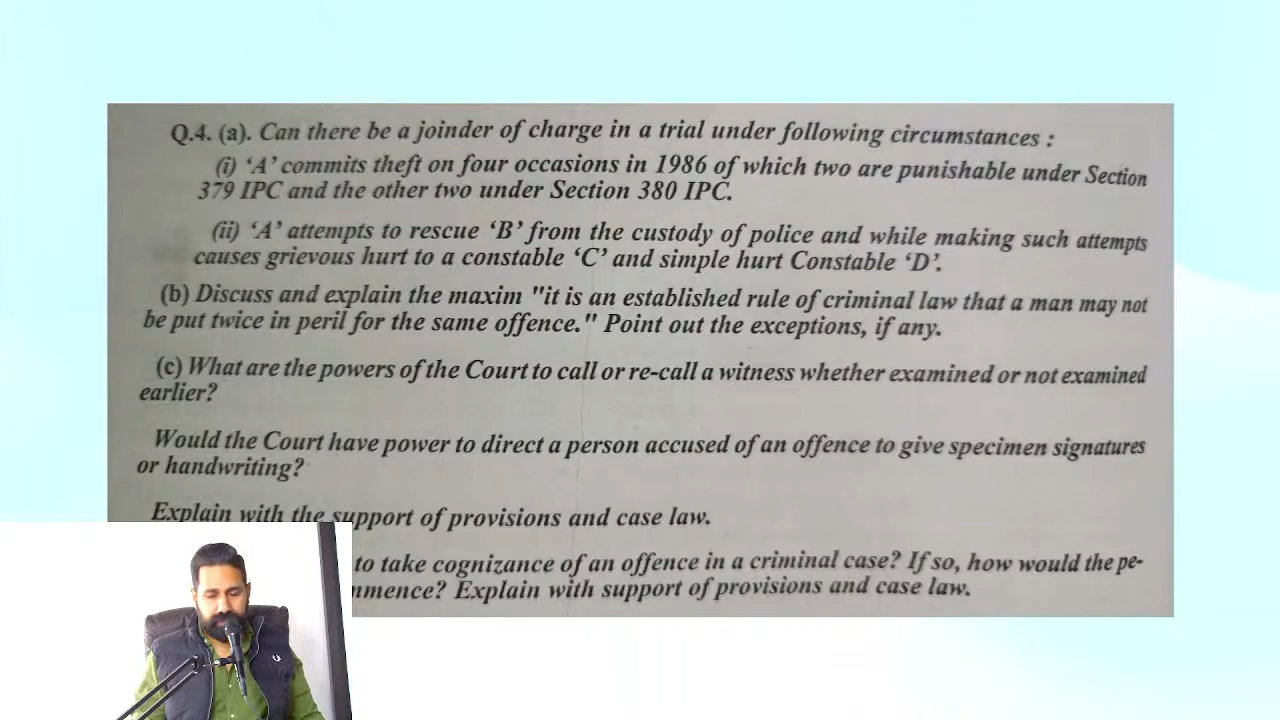 Q.4. (a). Can there be a joinder of charge in a trial under following circumstances :
(i) 'A' commits theft on four occasions in 1986 of which two are punishable under Section
379 IPC and the other two under Section 380 IPC.
(ii) 'A' attempts to rescue 'B' from the custody of police and while making such attempts
causes grievous hurt to a constable 'C' and simple hurt Constable 'D'.
(b) Discuss and explain the maxim "it is an established rule of criminal law that a man may not
be put twice in peril for the same offence." Point out the exceptions, if any.
(c) What are the powers of the Court to call or re-call a witness whether examined or not examined
earlier?
Would the Court have power to direct a person accused of an offence to give specimen signatures
or handwriting?
Explain with the support of provisions and case law.
to take cognizance of an offence in a criminal case? If so, how would the pe-
mmence? Explain with support of provisions and case law.